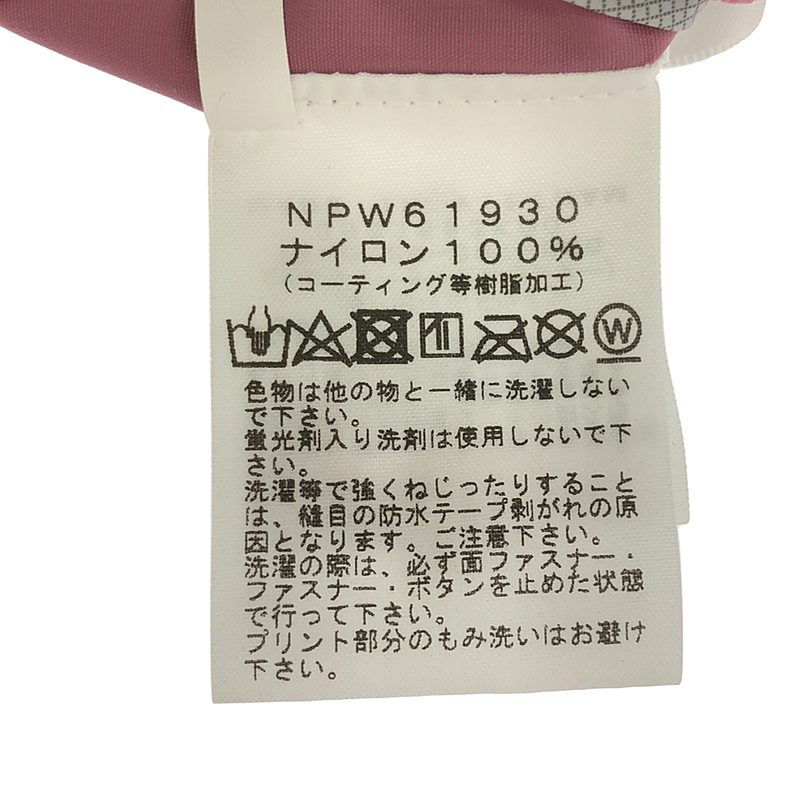 NPW61930
ナイロン100%
(コーティング等樹脂加工)
W
色物は他の物と一緒に洗濯しない
で下さい。
蛍光剤入り洗剤は使用しないで下
さい。
洗濯等で強くねじったりすること
は、縫目の防水テープ剥がれの原
因となります。ご注意下さい。
洗濯の際は、必ず面ファスナー・
ファスナー・ボタンを止めた状態
で行って下さい。
プリント部分のもみ洗いはお避け
下さい。